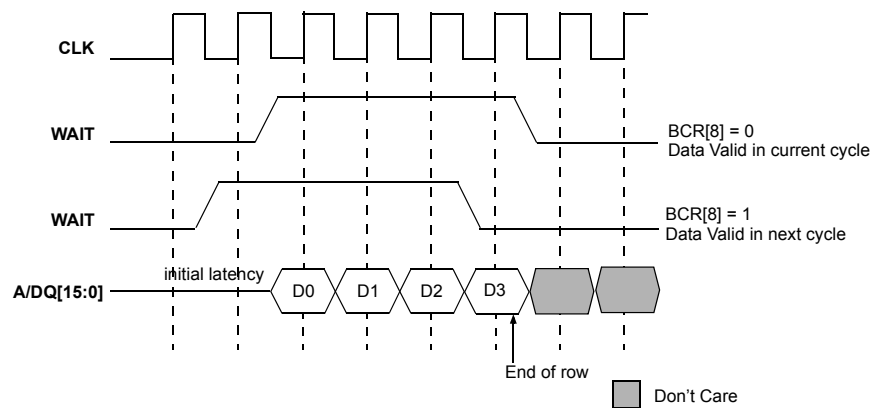 CLK
WAIT
BCR[8] = 0
Data Valid in current cycle
WAIT
BCR[8] = 1
Data Valid in next cycle
initial latency
A/DQ[15:0]
D0
D1
D2
D3
End of row
Don't Care